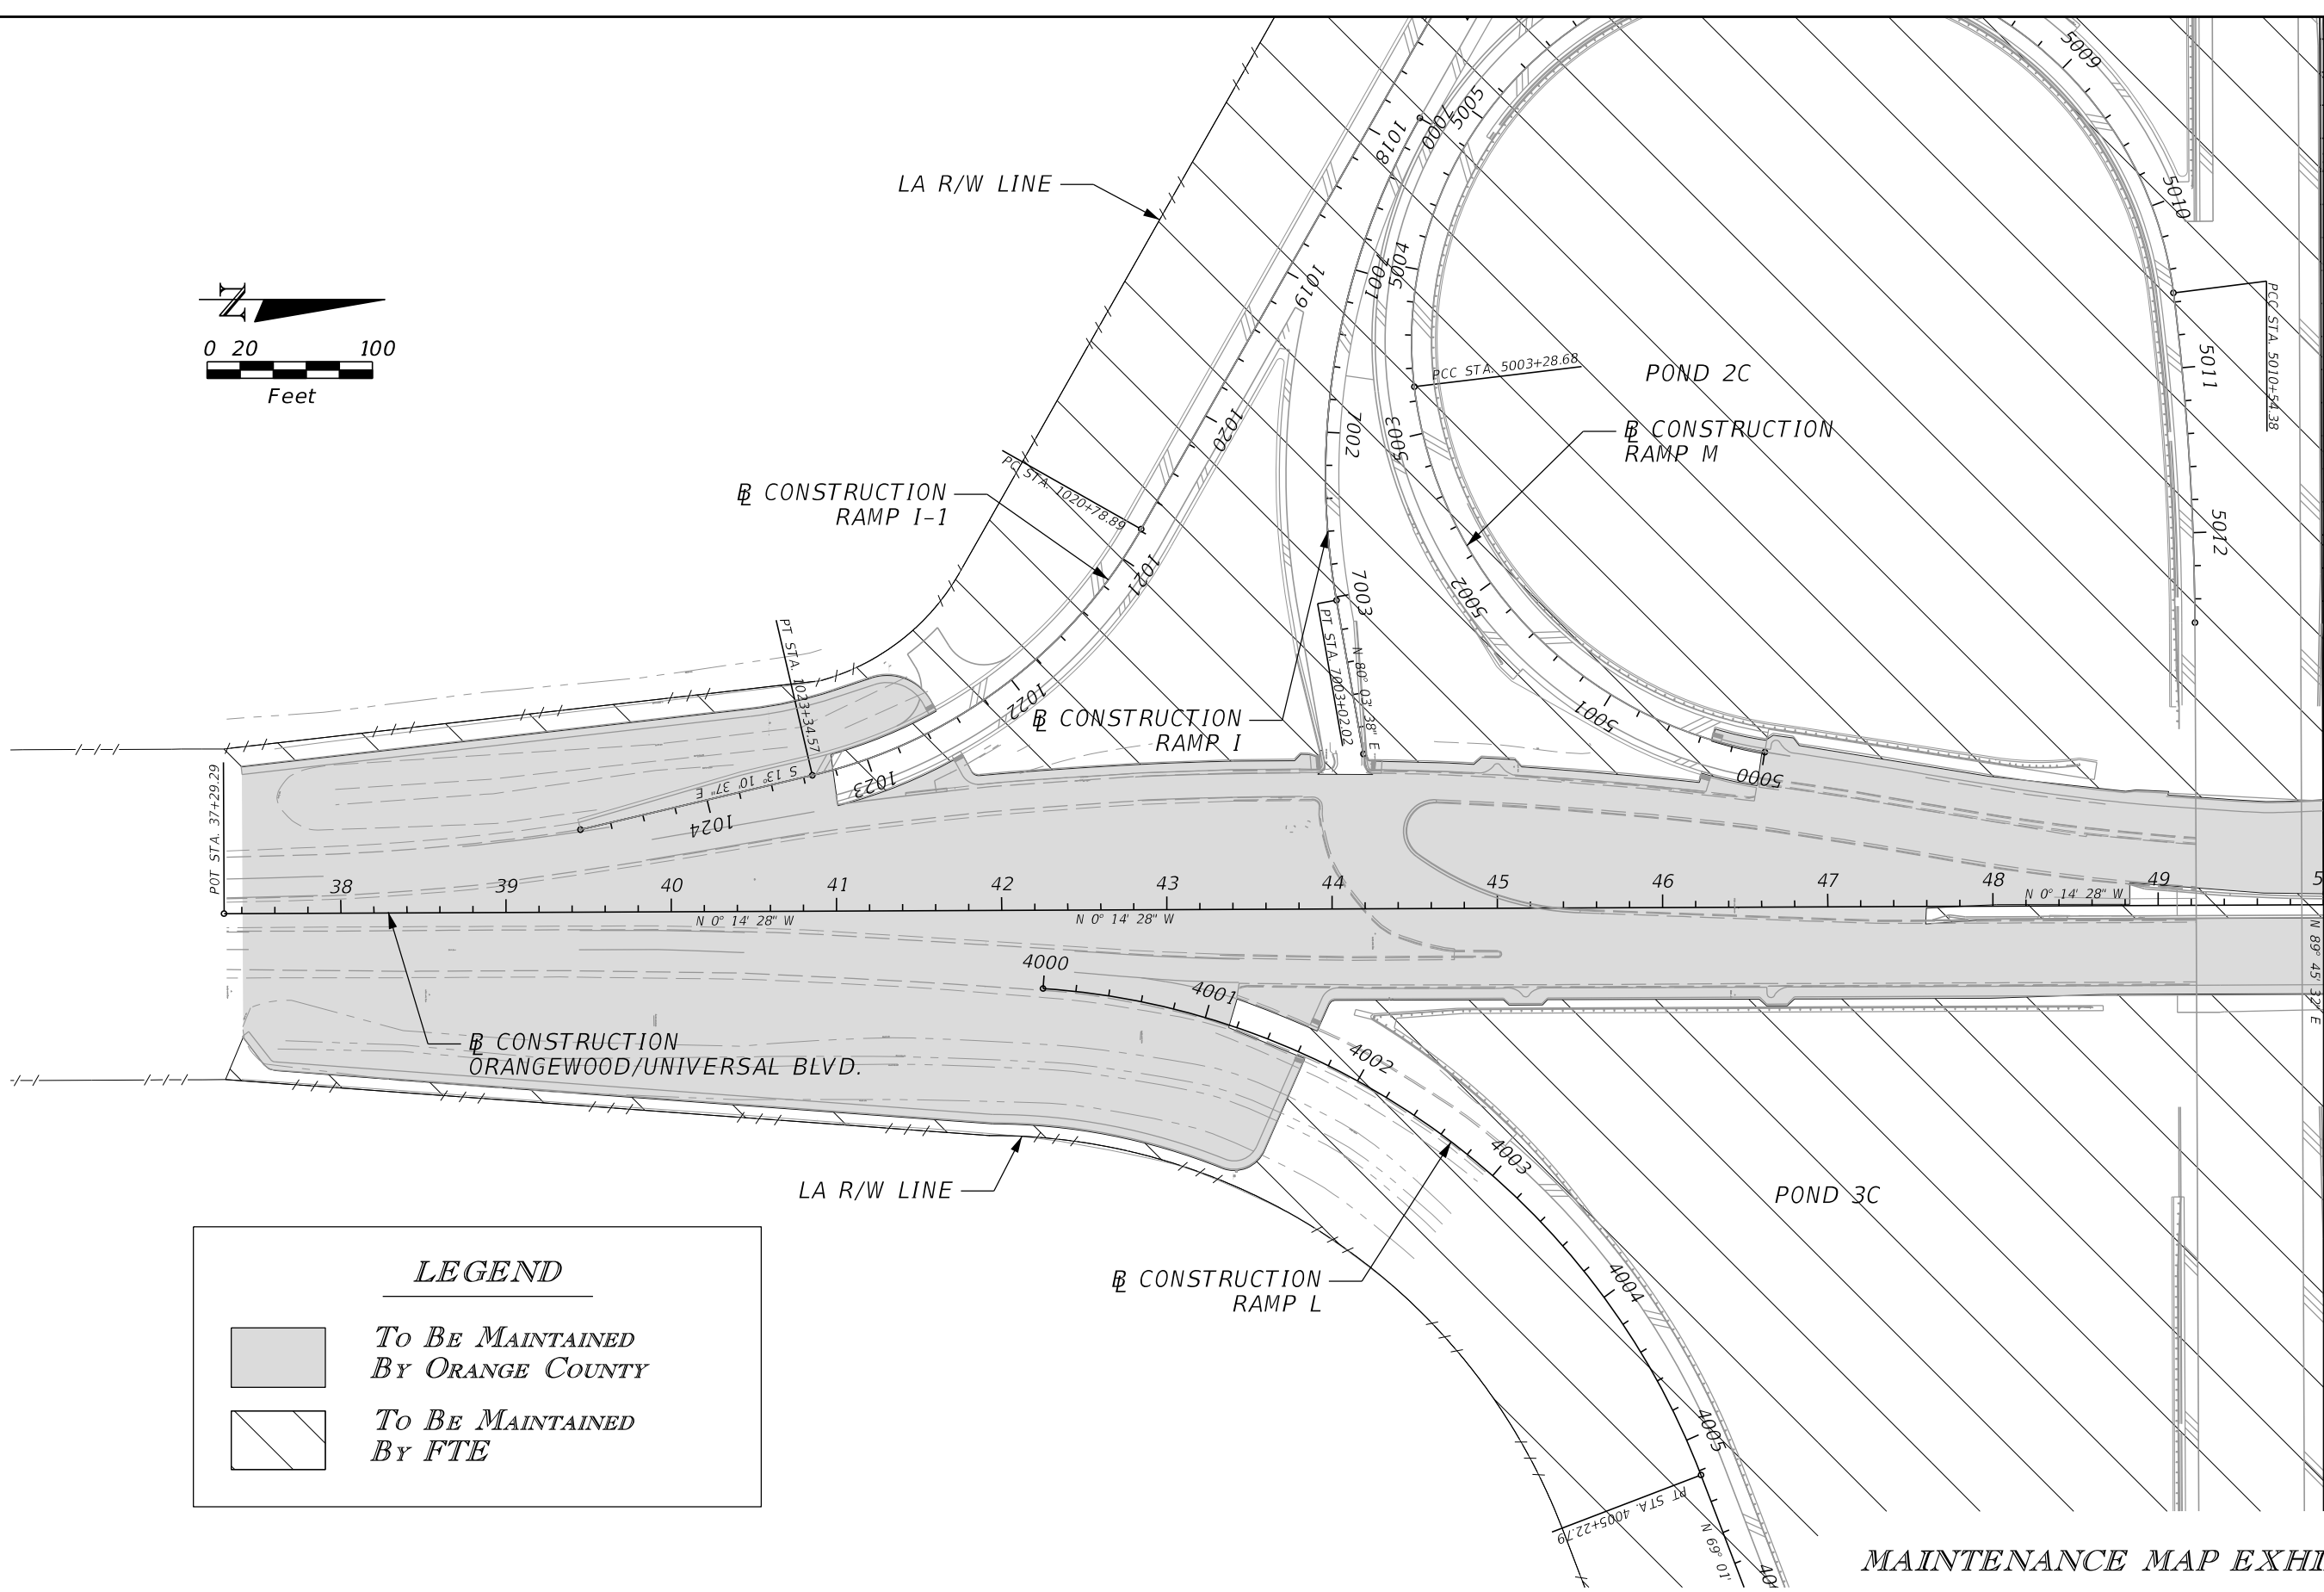 5009
5005
7000
1018
5010
LA R/W LINE
5004
7001
1019
PCC STA. 5010+54.38
N
0 20 100
Feet
PCC STA. 5003+28.68
POND 2C
5011
1020
7002
5003
℄ CONSTRUCTION
RAMP M
PC STA. 1020+78.89
℄ CONSTRUCTION
RAMP I-1
5012
1021
7003
5002
PT STA. 1023+34.57
PT STA. 7003+02.02
N 80° 03' 38" E
1022
℄ CONSTRUCTION
RAMP I
5001
5000
1023
S 13° 10' 37" E
1024
POT STA. 37+29.29
38 39 40 41 42 43 44 45 46 47 48 49
N 0° 14' 28" W
N 0° 14' 28" W
N 0° 14' 28" W
N 89° 45' 32" E
4000
4001
4002
℄ CONSTRUCTION
ORANGEWOOD/UNIVERSAL BLVD.
4003
LA R/W LINE
POND 3C
4004
℄ CONSTRUCTION
RAMP L
4005
PT STA. 4005+22.79
N 69° 01'
LEGEND
TO BE MAINTAINED
BY ORANGE COUNTY
TO BE MAINTAINED
BY FTE
MAINTENANCE MAP EXHI